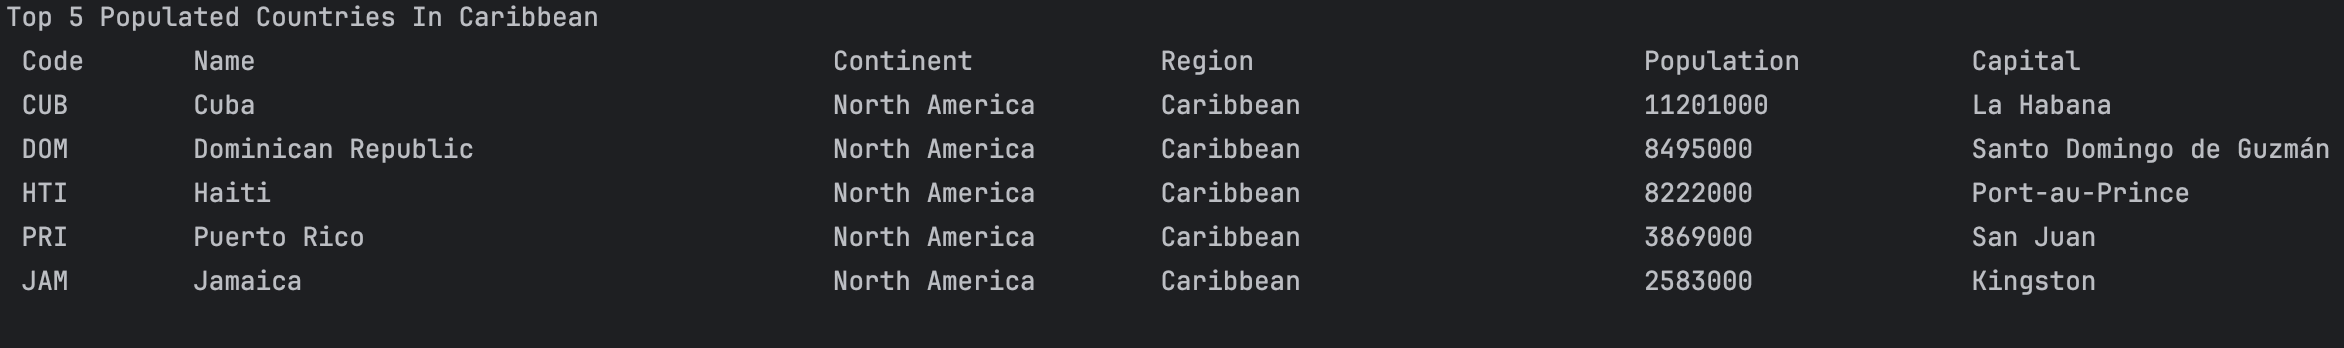 Top 5 Populated Countries In Caribbean
Code Name Continent Region Population Capital
CUB Cuba North America Caribbean 11201000 La Habana
DOM Dominican Republic North America Caribbean 8495000 Santo Domingo de Guzmán
HTI Haiti North America Caribbean 8222000 Port-au-Prince
PRI Puerto Rico North America Caribbean 3869000 San Juan
JAM Jamaica North America Caribbean 2583000 Kingston